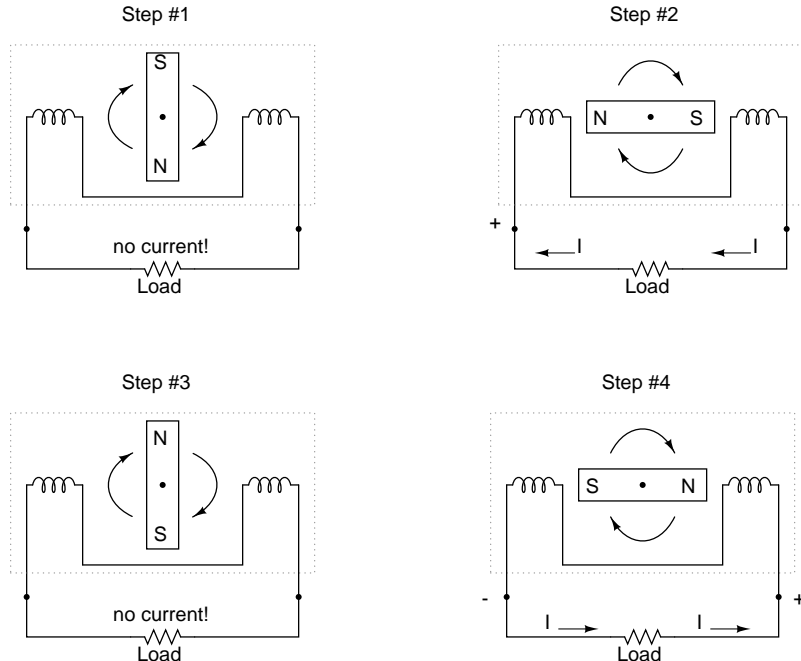 Step #1
S
N
no current!
Load
Step #2
N S
+
I I
Load
Step #3
N
S
no current!
Load
Step #4
S N
- +
I I
Load